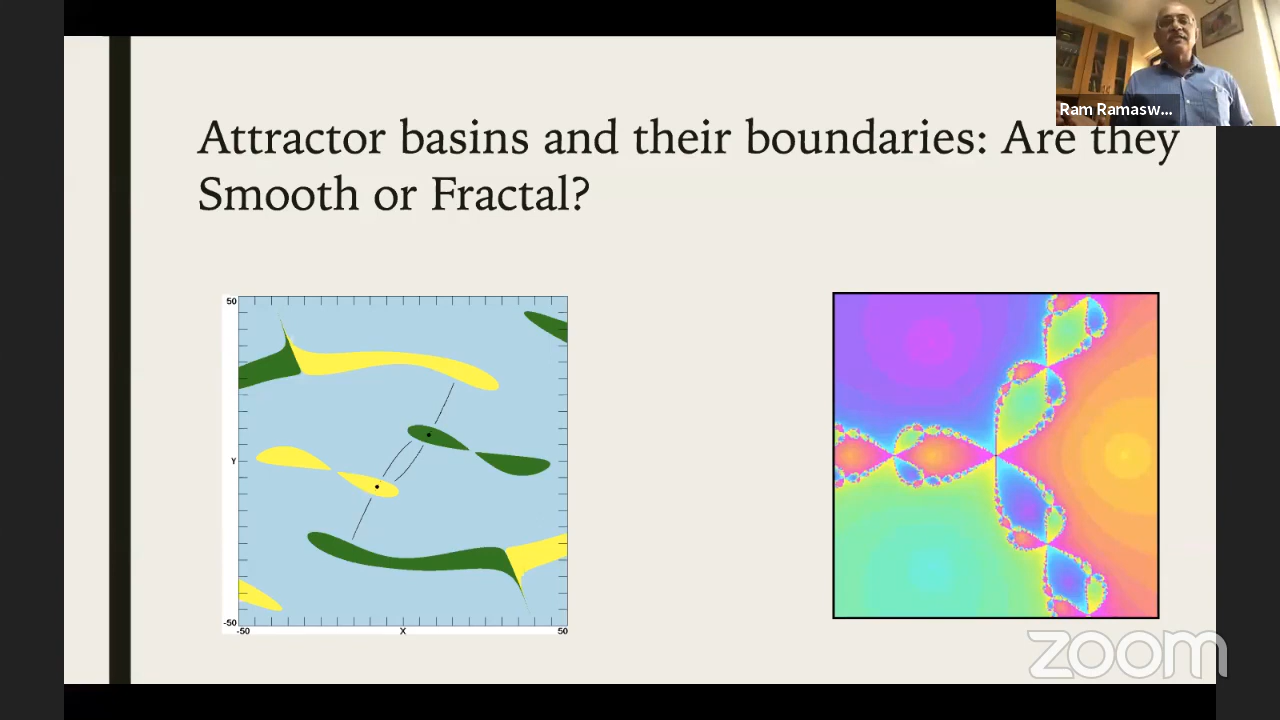 Ram Ramasw...
Attractor basins and their boundaries: Are they
Smooth or Fractal?
50
Y
-50
-50
X
50
zoom